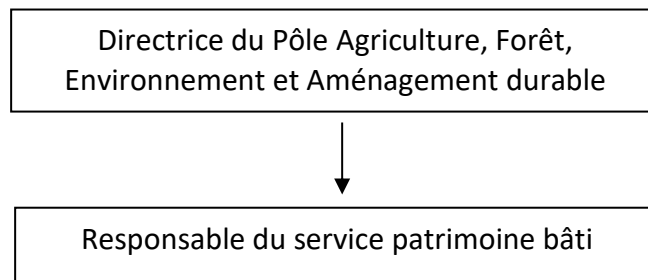 Directrice du Pôle Agriculture, Forêt,
Environnement et Aménagement durable
Responsable du service patrimoine bâti